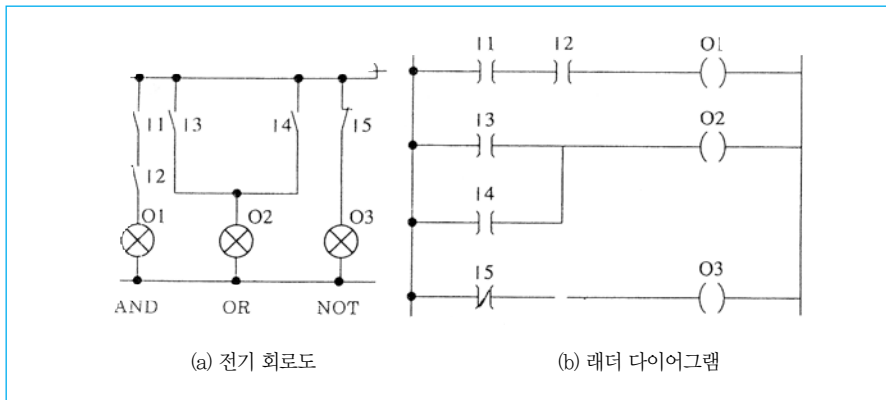 I1 I3 I4 I5
I2
O1 O2 O3
AND OR NOT
(a) 전기 회로도
I1 I2 O1
I3 O2
I4
I5 O3
(b) 래더 다이어그램